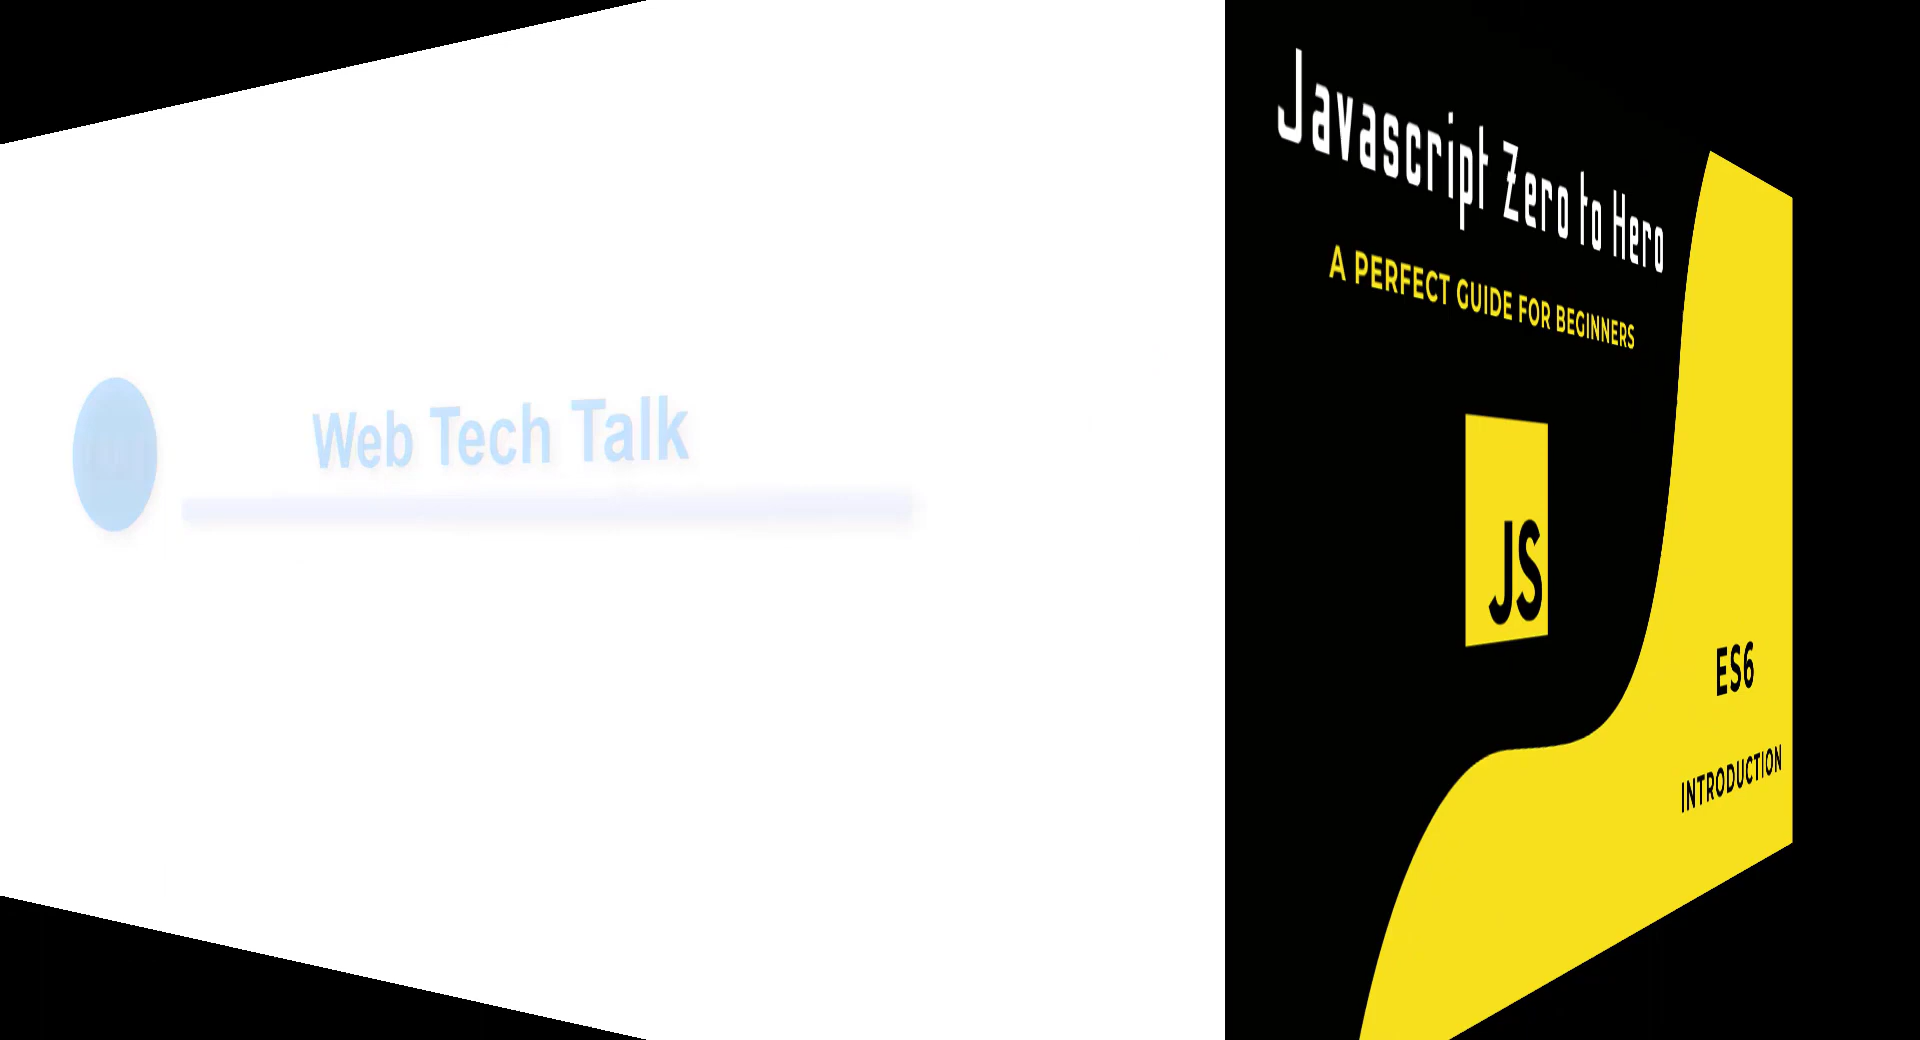 Web Tech Talk
Javascript Zero to Hero
A PERFECT GUIDE FOR BEGINNERS
JS
ES6
INTRODUCTION